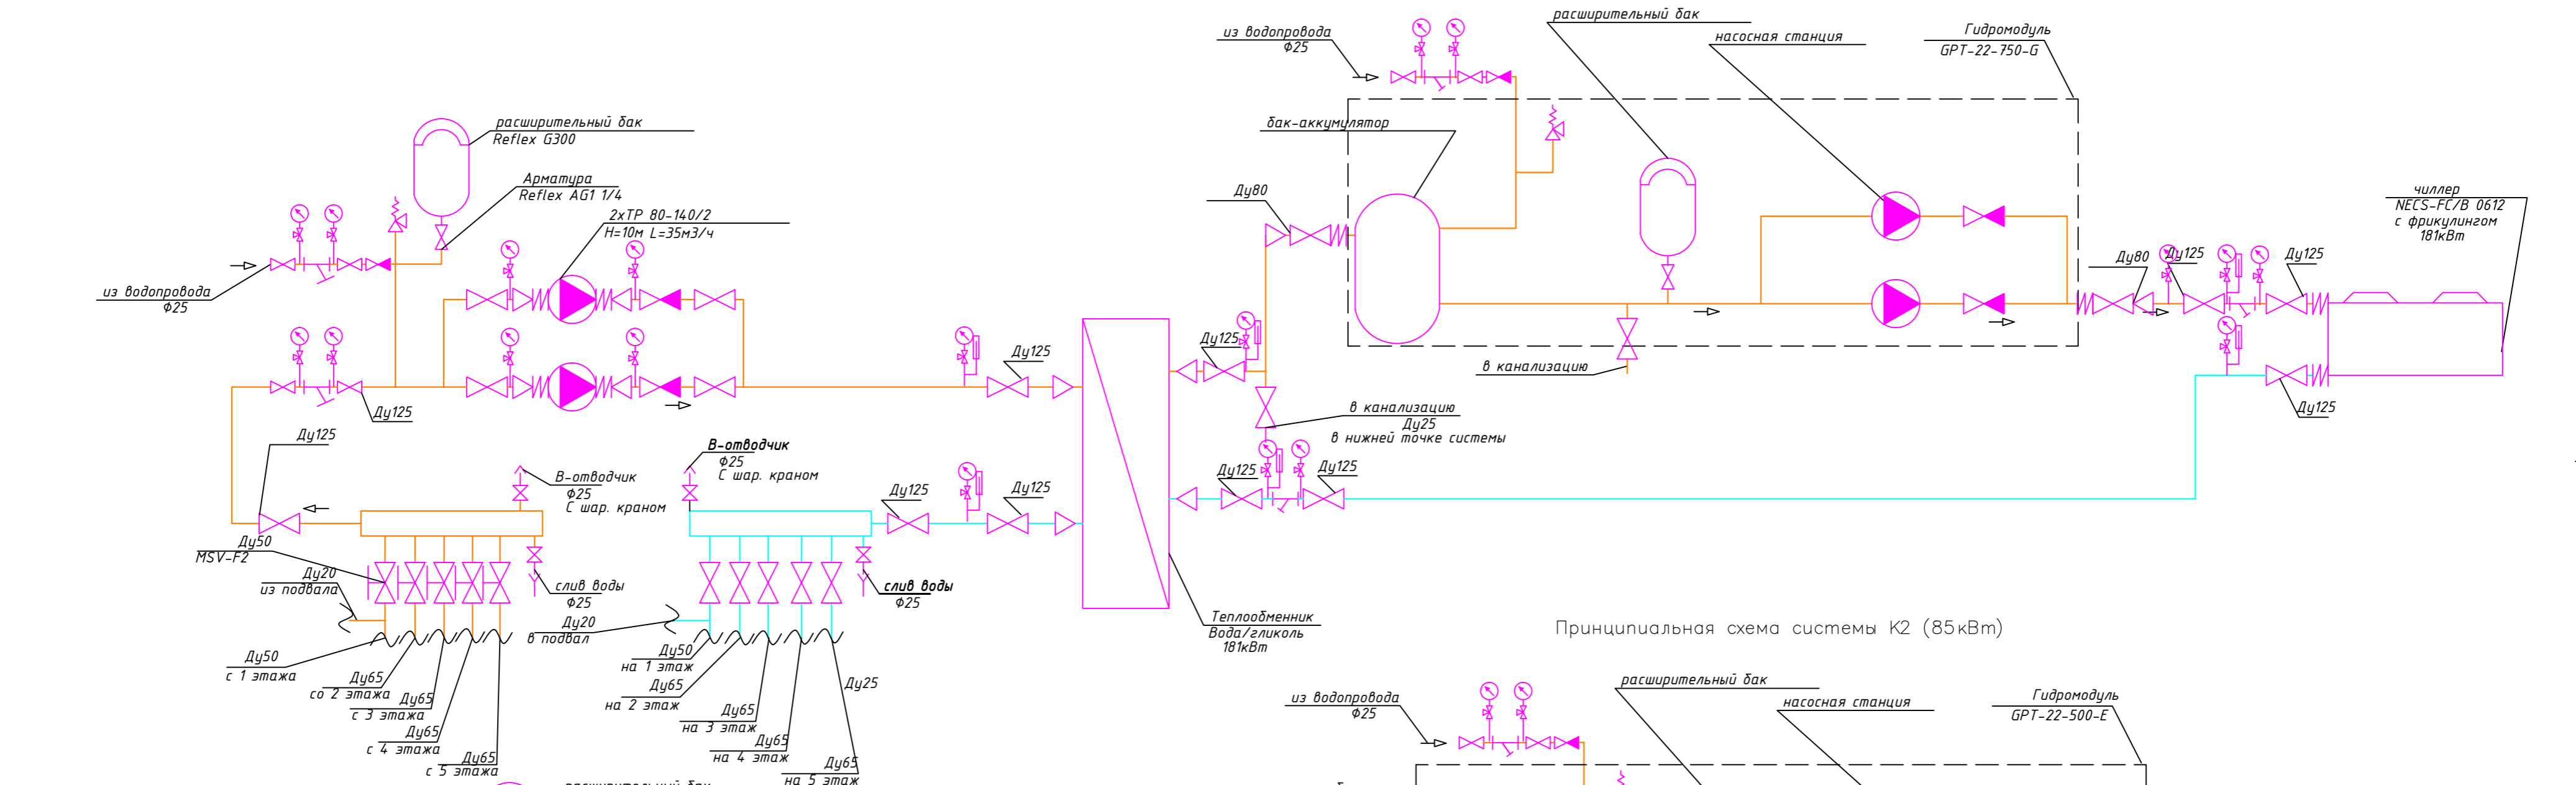 из водопровода
Ф25
расширительный бак
насосная станция
Гидромодуль
GPT-22-750-G
расширительный бак
Reflex G300
бак-аккумулятор
Арматура
Reflex AG1 1/4
2хТР 80-140/2
Н=10м L=35м3/ч
Ду80
чиллер
NECS-FC/B 0612
с фрикулингом
181кВт
из водопровода
Ф25
Ду80
Ду125
Ду125
Ду125
Ду125
в канализацию
Ду125
Ду125
в канализацию
Ду25
в нижней точке системы
Ду125
В-отводчик
Ф25
С шар. краном
В-отводчик
Ф25
С шар. краном
Ду125
Ду125
Ду125
Ду125
Ду50
MSV-F2
Ду20
из подвала
слив воды
Ф25
слив воды
Ф25
Ду20
в подвал
Теплообменник
Вода/гликоль
181кВт
Принципиальная схема системы К2 (85кВт)
Ду50
с 1 этажа
Ду65
со 2 этажа
Ду65
с 3 этажа
Ду65
с 4 этажа
Ду65
с 5 этажа
Ду50
на 1 этаж
Ду65
на 2 этаж
Ду65
на 3 этаж
Ду65
на 4 этаж
Ду65
на 5 этаж
Ду25
из водопровода
Ф25
расширительный бак
насосная станция
Гидромодуль
GPT-22-500-E
расширительный бак